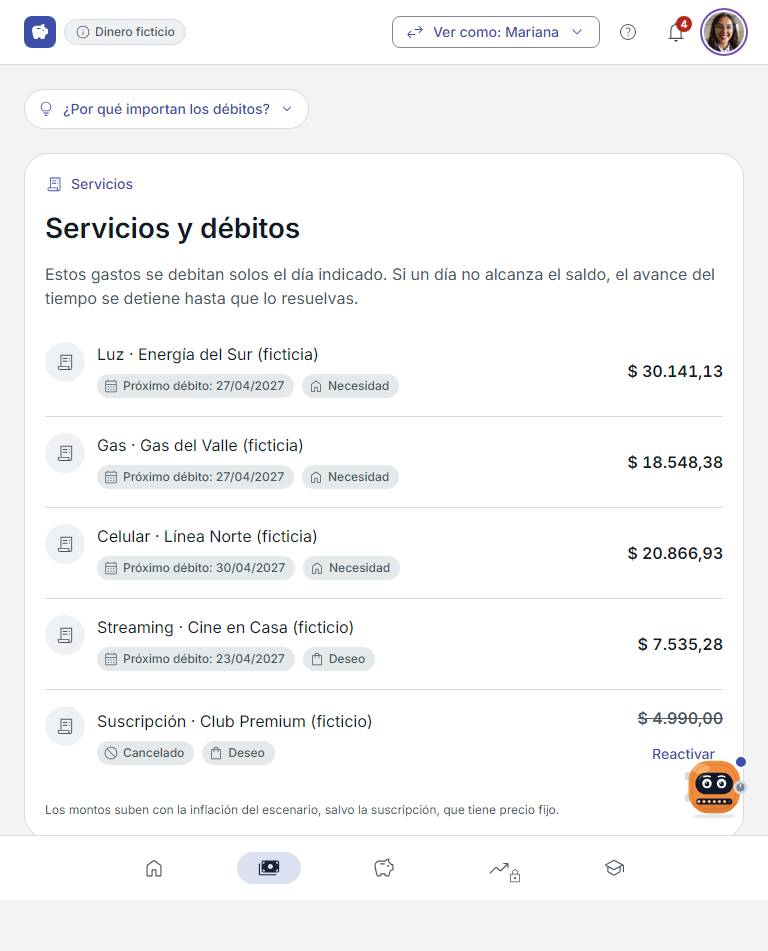 Dinero ficticio
Ver como: Mariana
4
¿Por qué importan los débitos?
Servicios
Servicios y débitos
Estos gastos se debitan solos el día indicado. Si un día no alcanza el saldo, el avance del
tiempo se detiene hasta que lo resuelvas.
Luz · Energía del Sur (ficticia)
Próximo débito: 27/04/2027
Necesidad
$ 30.141,13
Gas · Gas del Valle (ficticia)
Próximo débito: 27/04/2027
Necesidad
$ 18.548,38
Celular · Línea Norte (ficticia)
Próximo débito: 30/04/2027
Necesidad
$ 20.866,93
Streaming · Cine en Casa (ficticio)
Próximo débito: 23/04/2027
Deseo
$ 7.535,28
Suscripción · Club Premium (ficticio)
Cancelado
Deseo
$ 4.990,00
Reactivar
Los montos suben con la inflación del escenario, salvo la suscripción, que tiene precio fijo.